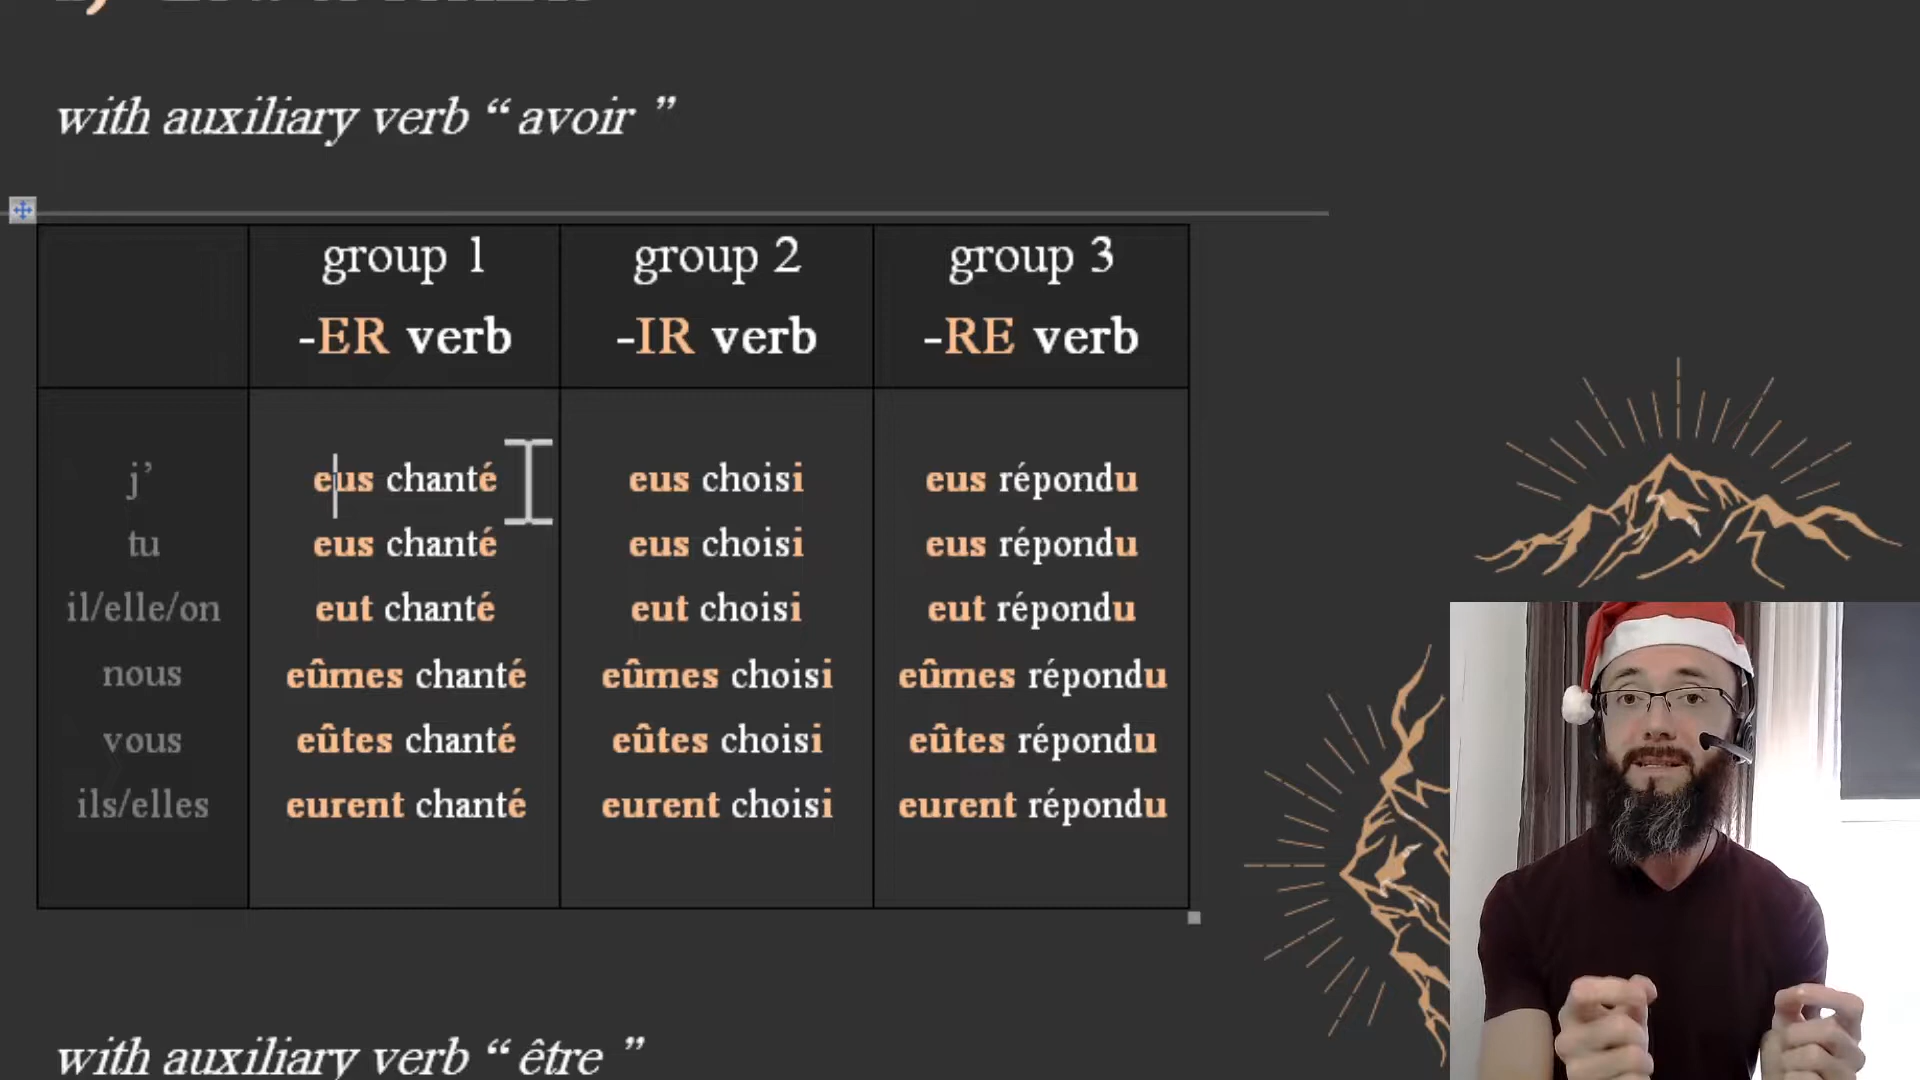 with auxiliary verb “ avoir ”
group 1 group 2 group 3
-ER verb -IR verb -RE verb
j’ eus chanté eus choisi eus répondu
tu eus chanté eus choisi eus répondu
il/elle/on eut chanté eut choisi eut répondu
nous eûmes chanté eûmes choisi eûmes répondu
vous eûtes chanté eûtes choisi eûtes répondu
ils/elles eurent chanté eurent choisi eurent répondu
with auxiliary verb “ être ”